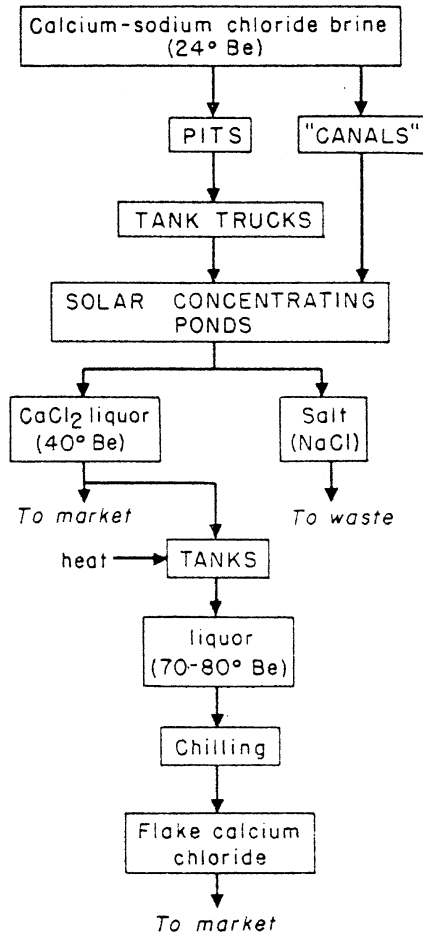 Calcium-sodium chloride brine
(24° Be)
PITS
"CANALS"
TANK TRUCKS
SOLAR CONCENTRATING
PONDS
CaCl₂ liquor
(40° Be)
Salt
(NaCl)
To market
To waste
heat
TANKS
liquor
(70-80° Be)
Chilling
Flake calcium
chloride
To market